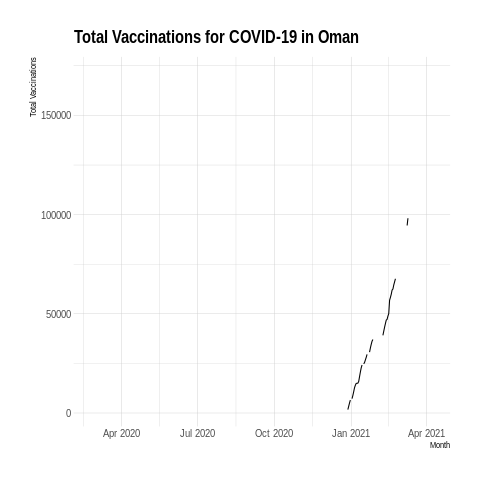 Total Vaccinations for COVID-19 in Oman
Total Vaccinations
150000
100000
50000
0
Apr 2020
Jul 2020
Oct 2020
Jan 2021
Apr 2021
Month